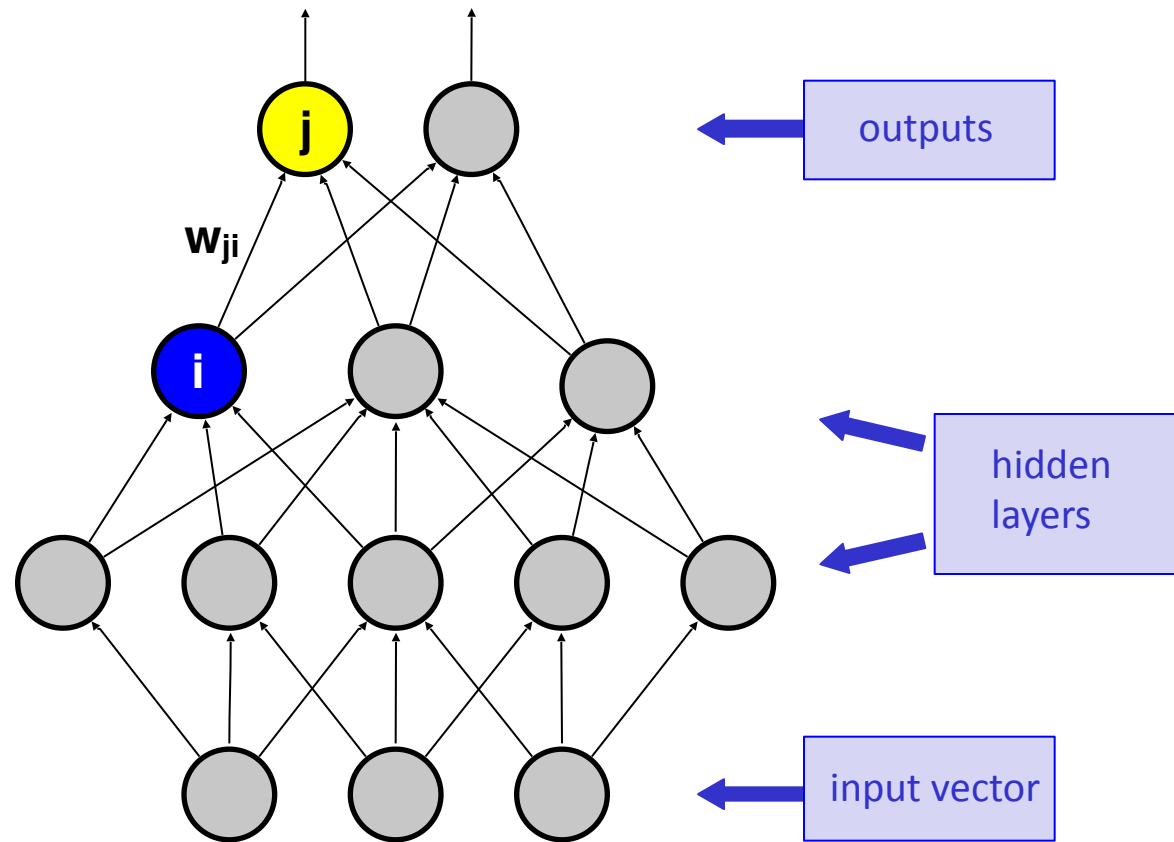 j
outputs
wji
i
hidden
layers
input vector